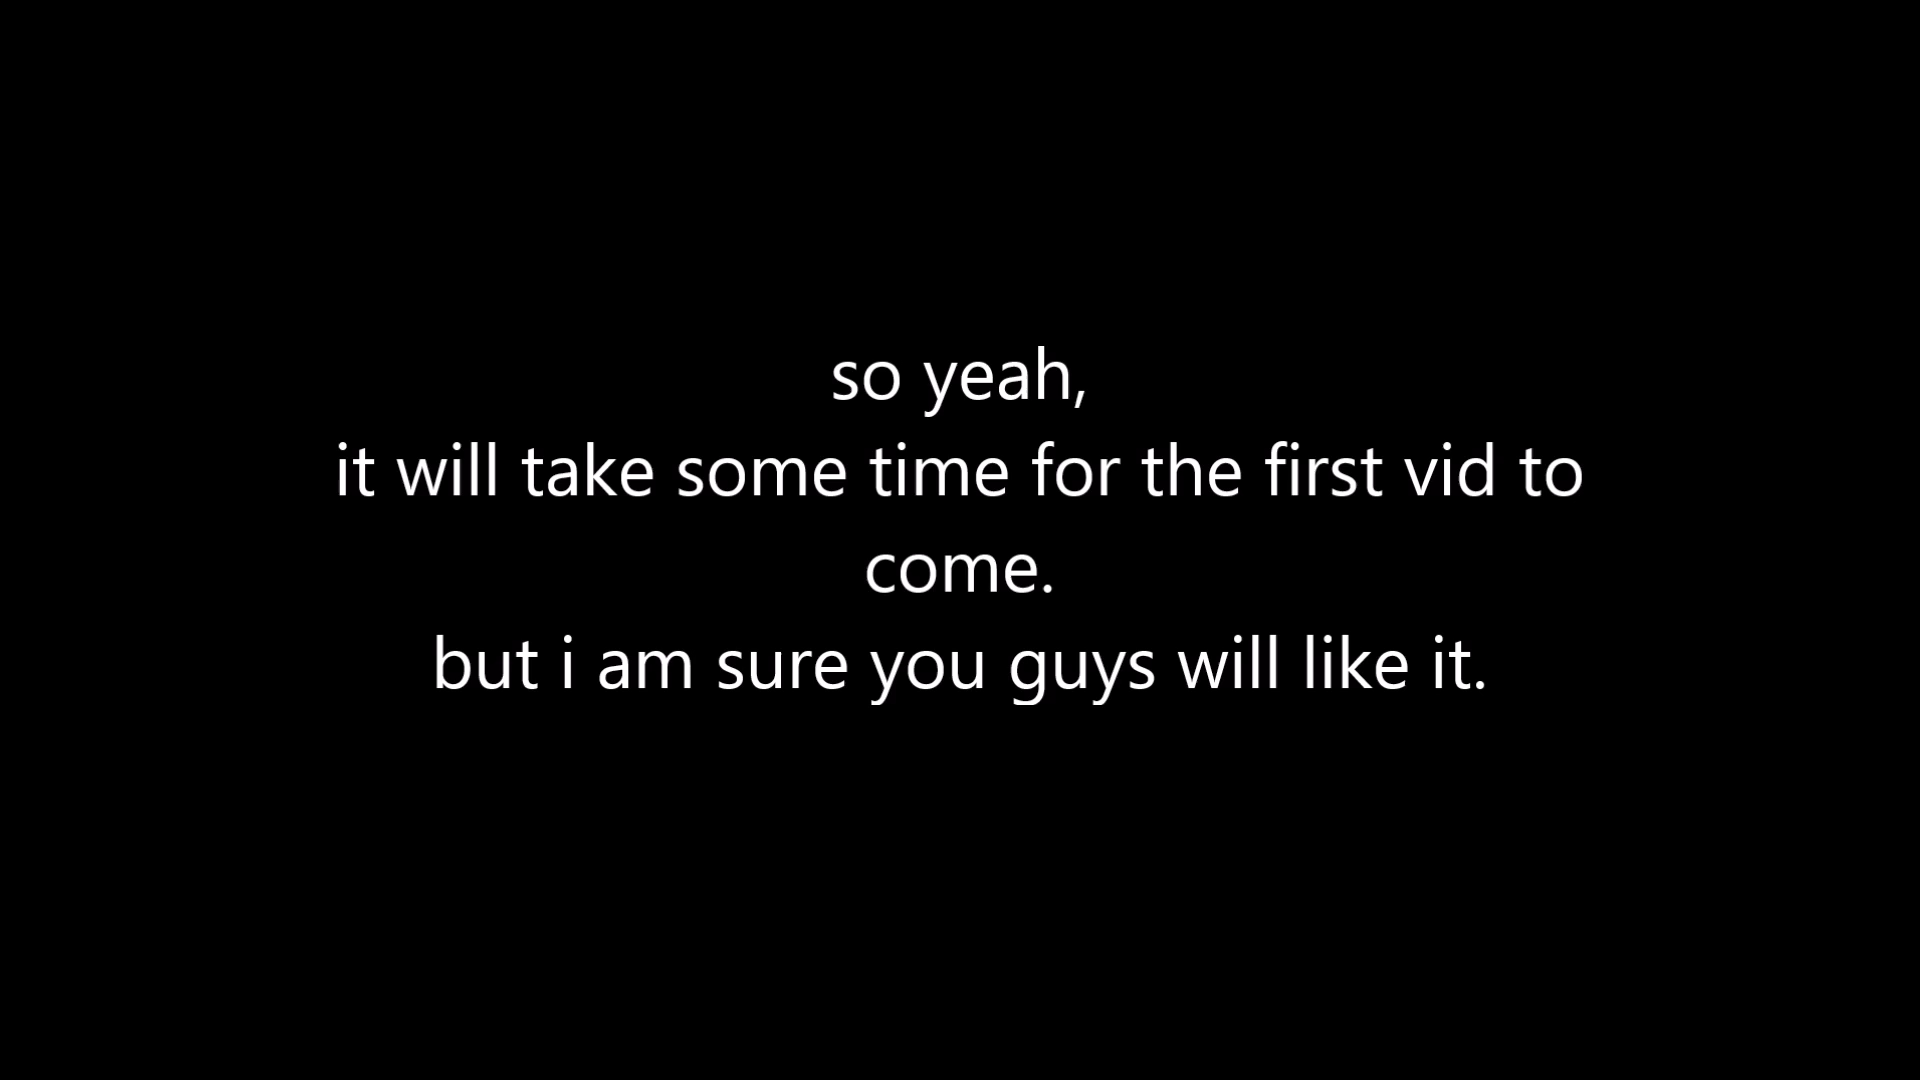 so yeah,
it will take some time for the first vid to
come.
but i am sure you guys will like it.